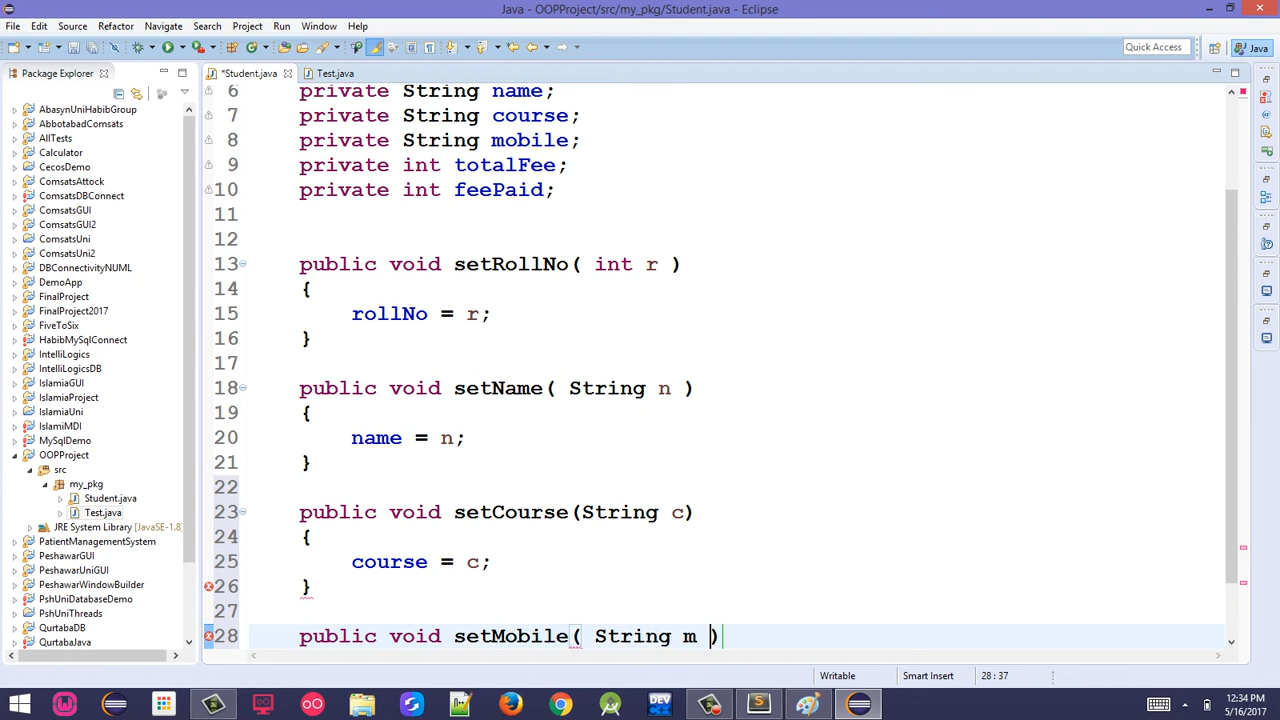 Java - OOPProject/src/my_pkg/Student.java - Eclipse
File Edit Source Refactor Navigate Search Project Run Window Help
Quick Access
Java
Package Explorer
*Student.java
Test.java
AbasynUniHabibGroup
AbbotabadComsats
AllTests
Calculator
CecosDemo
ComsatsAttock
ComsatsDBConnect
ComsatsGUI
ComsatsGUI2
ComsatsUni
ComsatsUni2
DBConnectivityNUML
DemoApp
FinalProject
FinalProject2017
FiveToSix
HabibMySqlConnect
IntelliLogics
IntelliLogicsDB
IslamiaGUI
IslamiaProject
IslamiaUni
IslamiMDI
MySqlDemo
OOPProject
src
my_pkg
Student.java
Test.java
JRE System Library [JavaSE-1.8]
PatientManagementSystem
PeshawarGUI
PeshawarUniGUI
PeshawarWindowBuilder
PshUniDatabaseDemo
PshUniThreads
QurtabaDB
QurtabaJava
6 private String name;
7 private String course;
8 private String mobile;
9 private int totalFee;
10 private int feePaid;
11
12
13 public void setRollNo( int r )
14 {
15 rollNo = r;
16 }
17
18 public void setName( String n )
19 {
20 name = n;
21 }
22
23 public void setCourse(String c)
24 {
25 course = c;
26 }
27
28 public void setMobile( String m )
Writable
Smart Insert
28 : 37
DEV
12:34 PM
5/16/2017